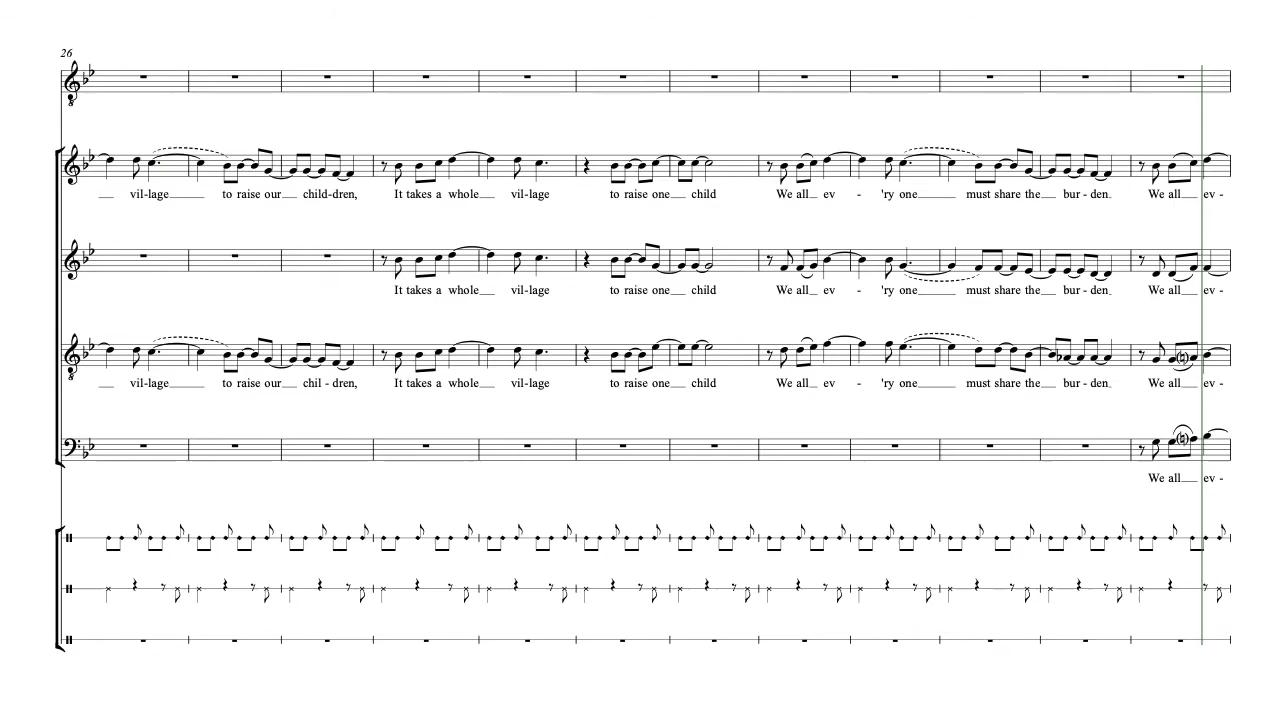 26
vil-lage to raise our child-dren, It takes a whole vil-lage to raise one child We all ev - 'ry one must share the bur - den We all ev -
It takes a whole vil-lage to raise one child We all ev - 'ry one must share the bur - den We all ev -
vil-lage to raise our chil - dren, It takes a whole vil-lage to raise one child We all ev - 'ry one must share the bur - den We all ev -
We all ev -